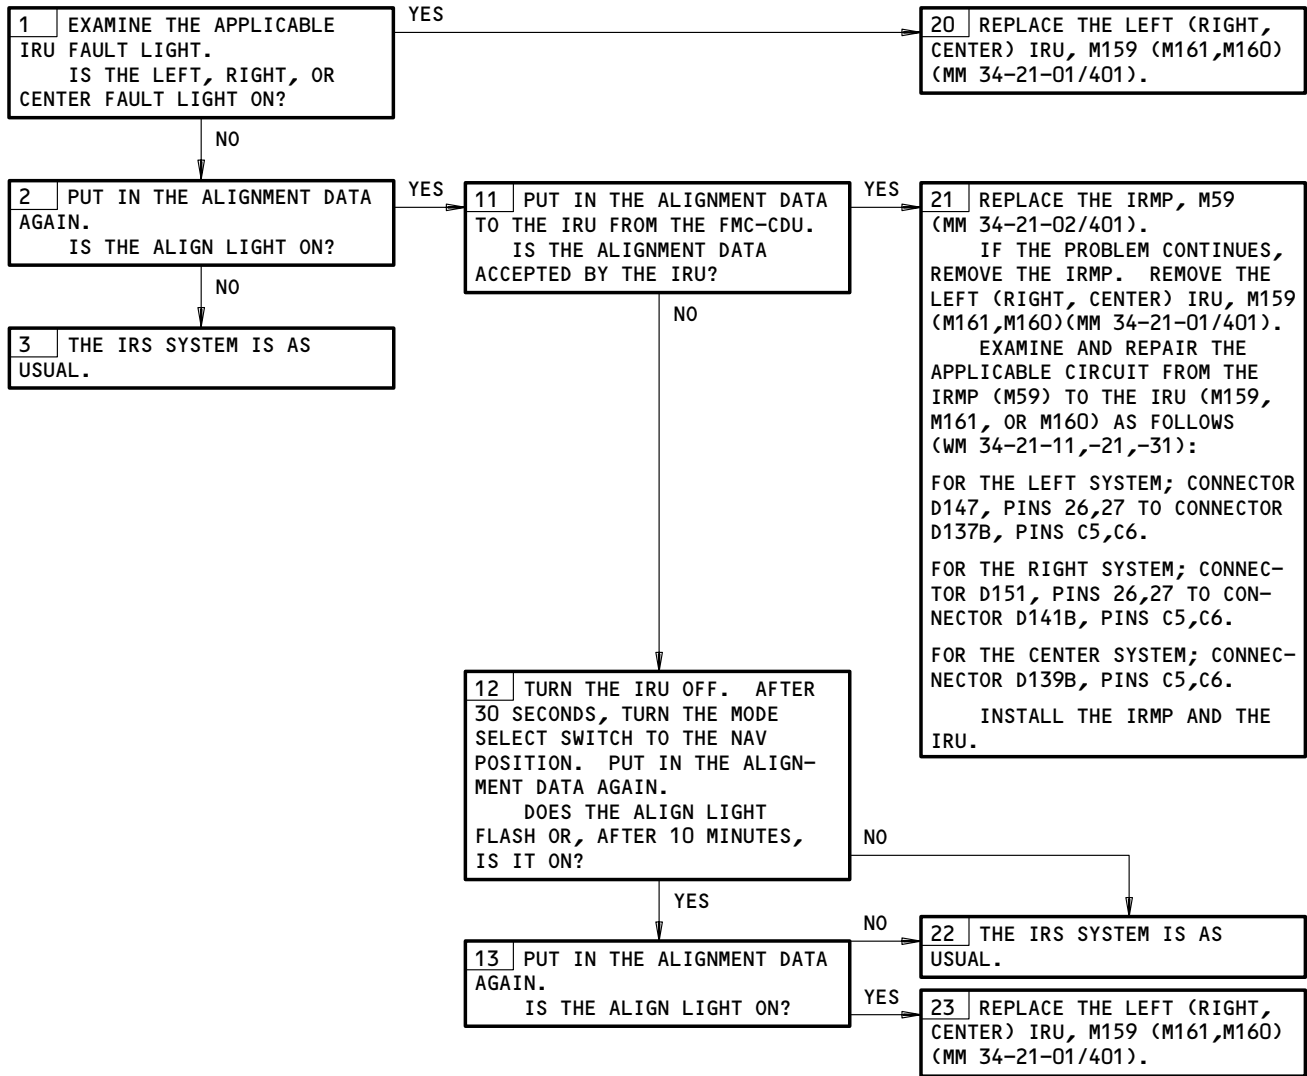 1 EXAMINE THE APPLICABLE
IRU FAULT LIGHT.
IS THE LEFT, RIGHT, OR
CENTER FAULT LIGHT ON?
YES
20 REPLACE THE LEFT (RIGHT,
CENTER) IRU, M159 (M161,M160)
(MM 34-21-01/401).
NO
2 PUT IN THE ALIGNMENT DATA
AGAIN.
IS THE ALIGN LIGHT ON?
YES
11 PUT IN THE ALIGNMENT DATA
TO THE IRU FROM THE FMC-CDU.
IS THE ALIGNMENT DATA
ACCEPTED BY THE IRU?
YES
21 REPLACE THE IRMP, M59
(MM 34-21-02/401).
IF THE PROBLEM CONTINUES,
REMOVE THE IRMP. REMOVE THE
LEFT (RIGHT, CENTER) IRU, M159
(M161,M160)(MM 34-21-01/401).
EXAMINE AND REPAIR THE
APPLICABLE CIRCUIT FROM THE
IRMP (M59) TO THE IRU (M159,
M161, OR M160) AS FOLLOWS
(WM 34-21-11,-21,-31):
FOR THE LEFT SYSTEM; CONNECTOR
D147, PINS 26,27 TO CONNECTOR
D137B, PINS C5,C6.
FOR THE RIGHT SYSTEM; CONNEC-
TOR D151, PINS 26,27 TO CON-
NECTOR D141B, PINS C5,C6.
FOR THE CENTER SYSTEM; CONNEC-
NECTOR D139B, PINS C5,C6.
INSTALL THE IRMP AND THE
IRU.
NO
3 THE IRS SYSTEM IS AS
USUAL.
NO
12 TURN THE IRU OFF. AFTER
30 SECONDS, TURN THE MODE
SELECT SWITCH TO THE NAV
POSITION. PUT IN THE ALIGN-
MENT DATA AGAIN.
DOES THE ALIGN LIGHT
FLASH OR, AFTER 10 MINUTES,
IS IT ON?
NO
YES
13 PUT IN THE ALIGNMENT DATA
AGAIN.
IS THE ALIGN LIGHT ON?
NO
22 THE IRS SYSTEM IS AS
USUAL.
YES
23 REPLACE THE LEFT (RIGHT,
CENTER) IRU, M159 (M161,M160)
(MM 34-21-01/401).